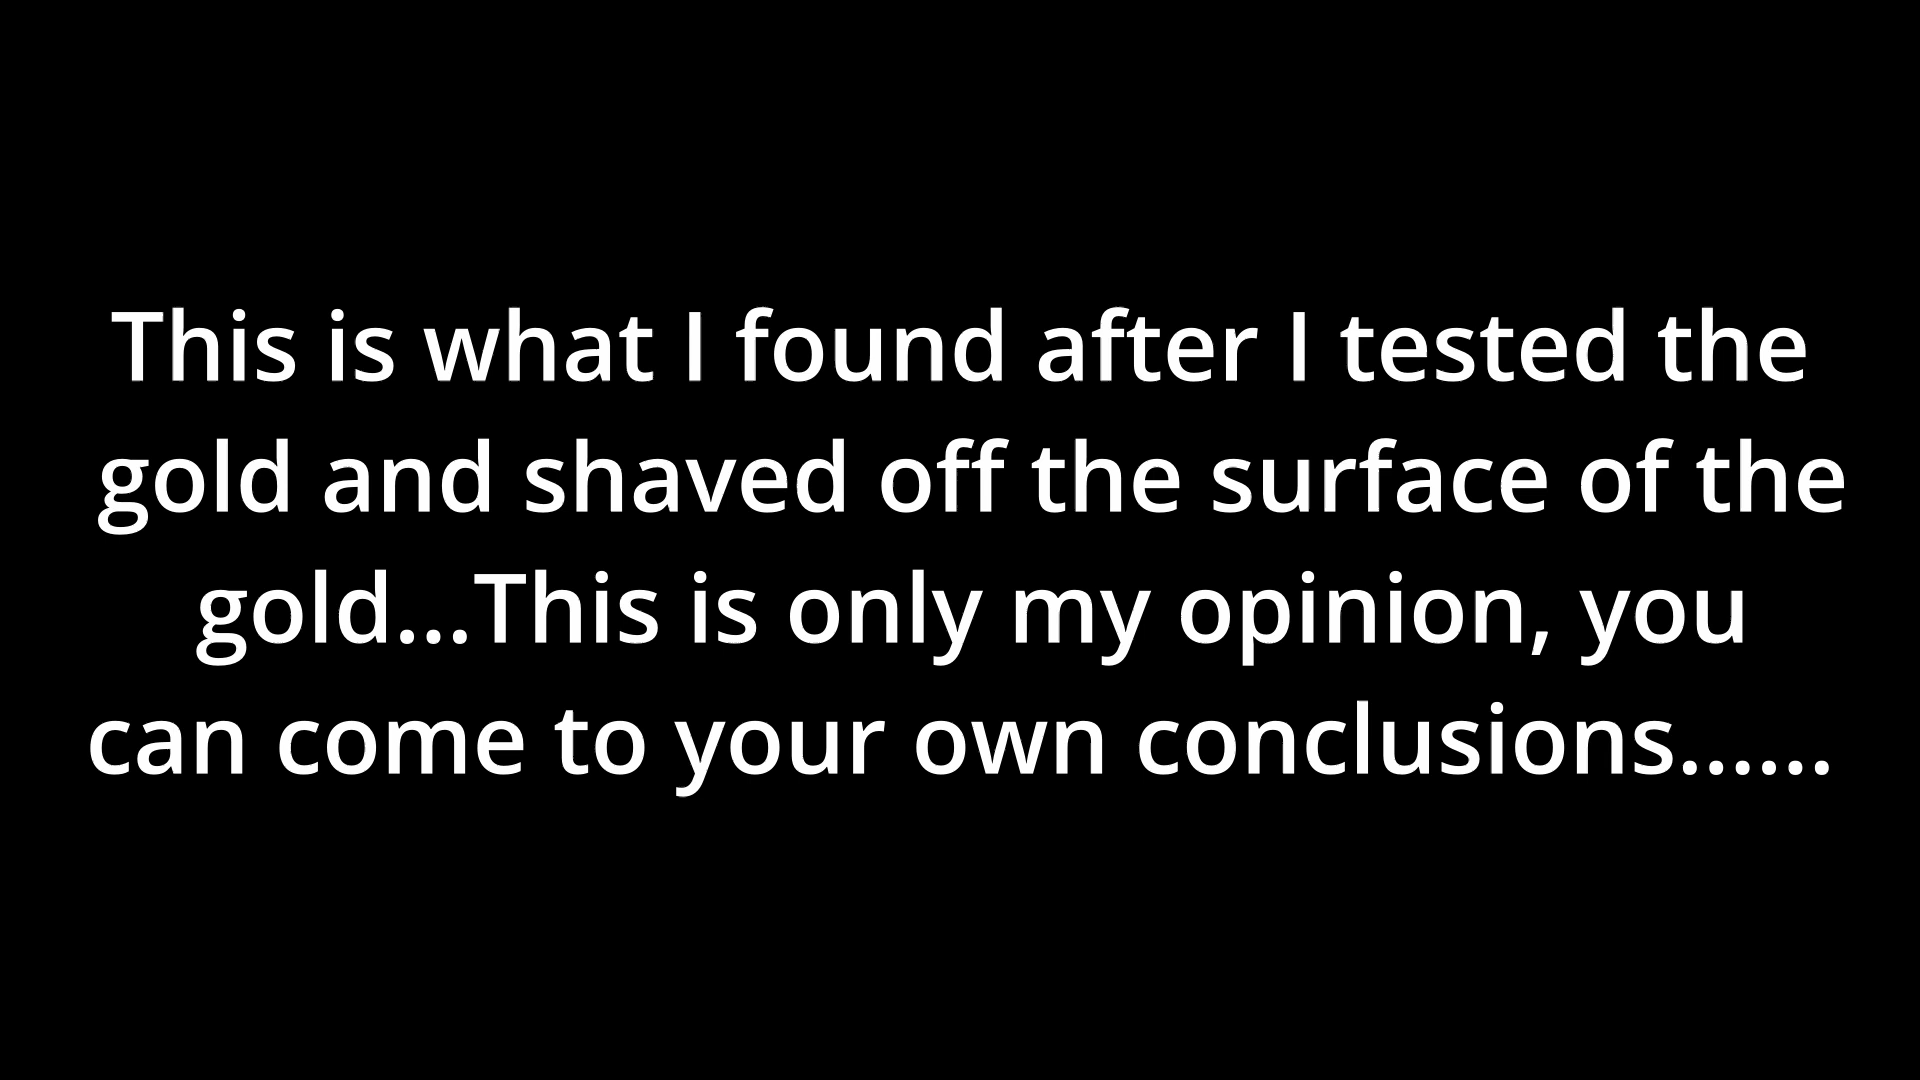 This is what I found after I tested the
gold and shaved off the surface of the
gold...This is only my opinion, you
can come to your own conclusions......